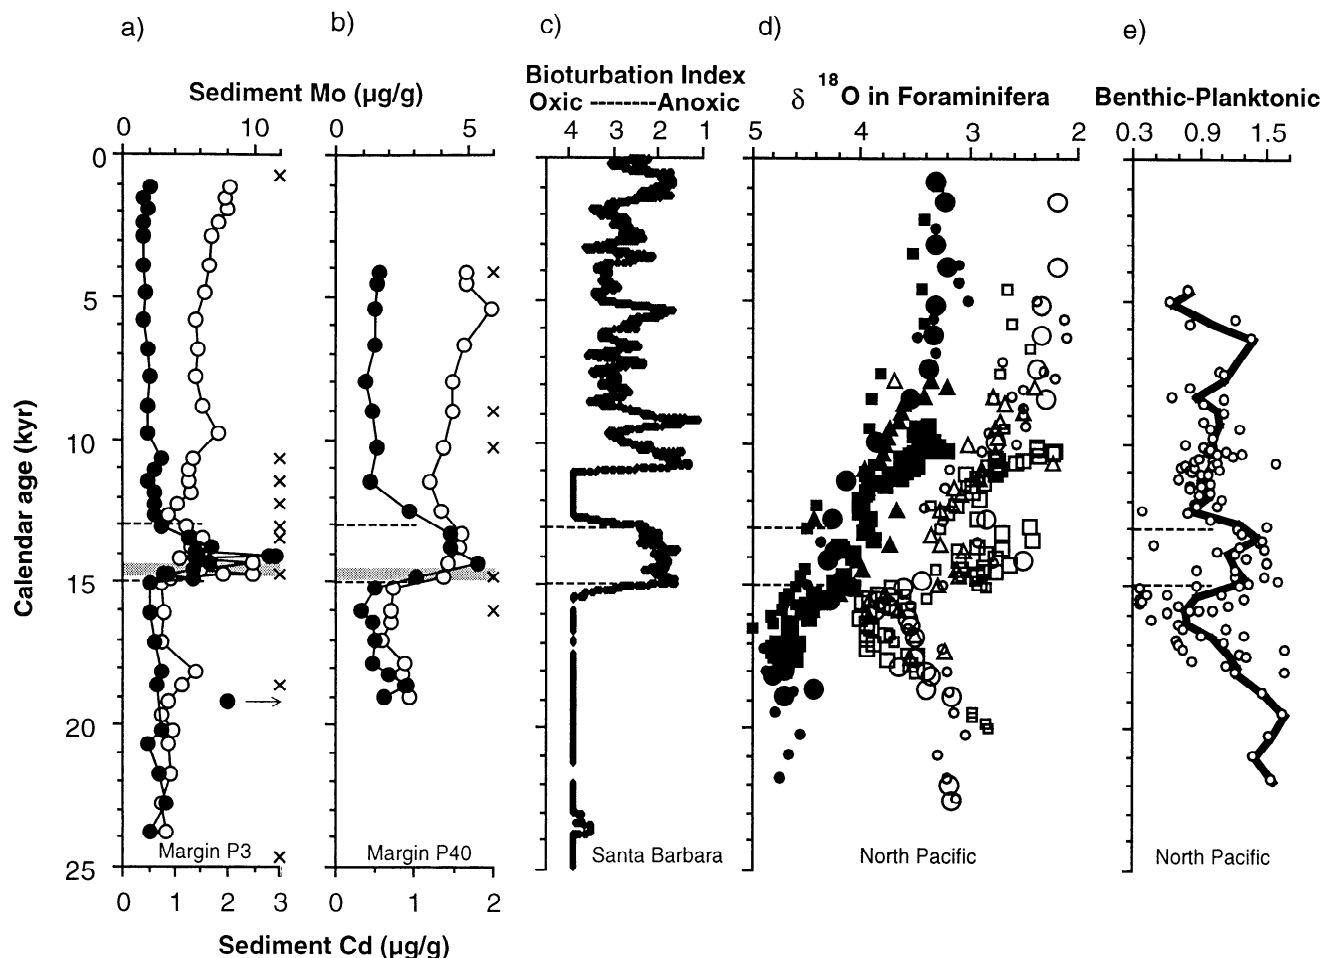 a)
b)
c)
d)
e)
Sediment Mo (µg/g)
Bioturbation Index
Oxic -------Anoxic
δ 18O in Foraminifera
Benthic-Planktonic
0 10
0 5
4 3 2 1
5 4 3 2
0.3 0.9 1.5
Calendar age (kyr)
0
5
10
15
20
25
Margin P3
Margin P40
Santa Barbara
North Pacific
North Pacific
0 1 2 3
0 1 2
Sediment Cd (µg/g)